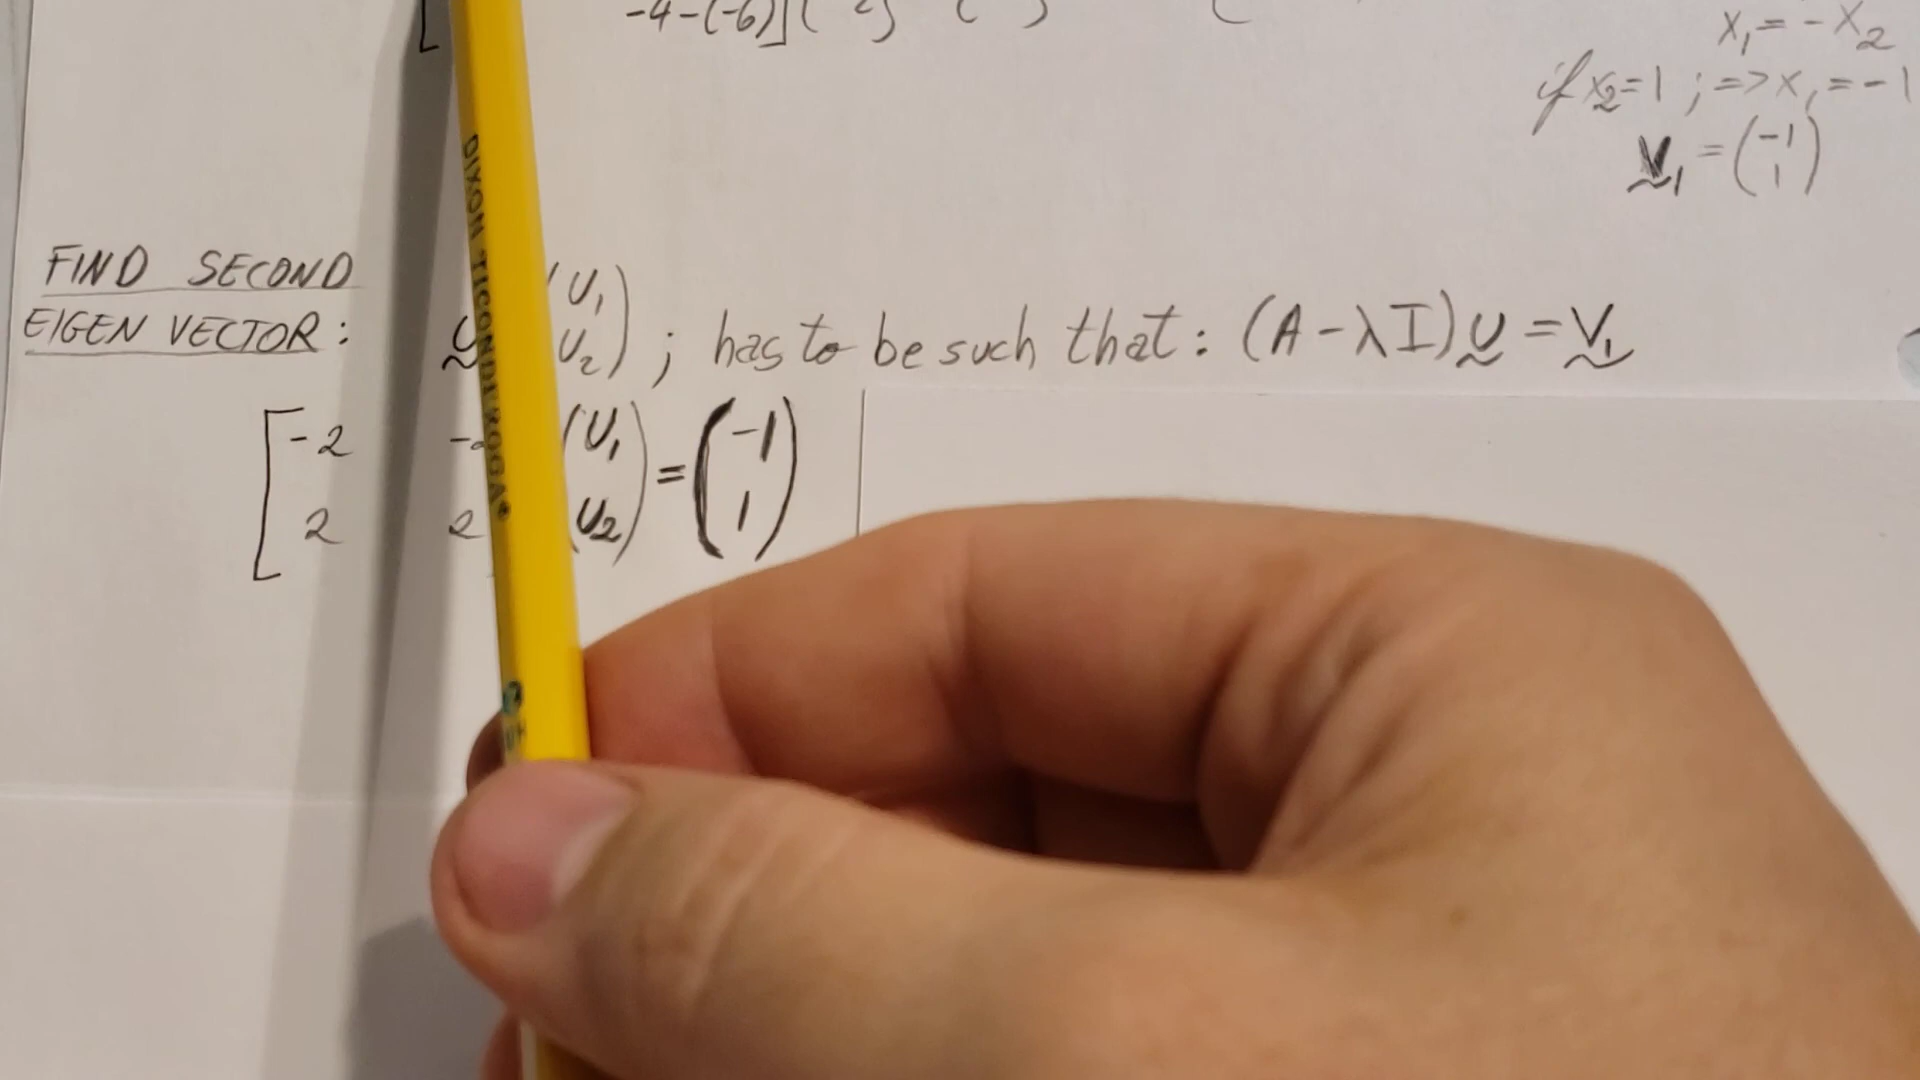 -4-(-6)]
x₁ = -x₂
if x₂=1 ; => x₁ = -1
v₁ = (-1
1)
FIND SECOND
EIGEN VECTOR:
(U₁
U₂) ; has to be such that: (A-λI)U = V₁
[-2 (U₁ = (-1
2 2 U₂) 1)
DIXON TICONDEROGA®